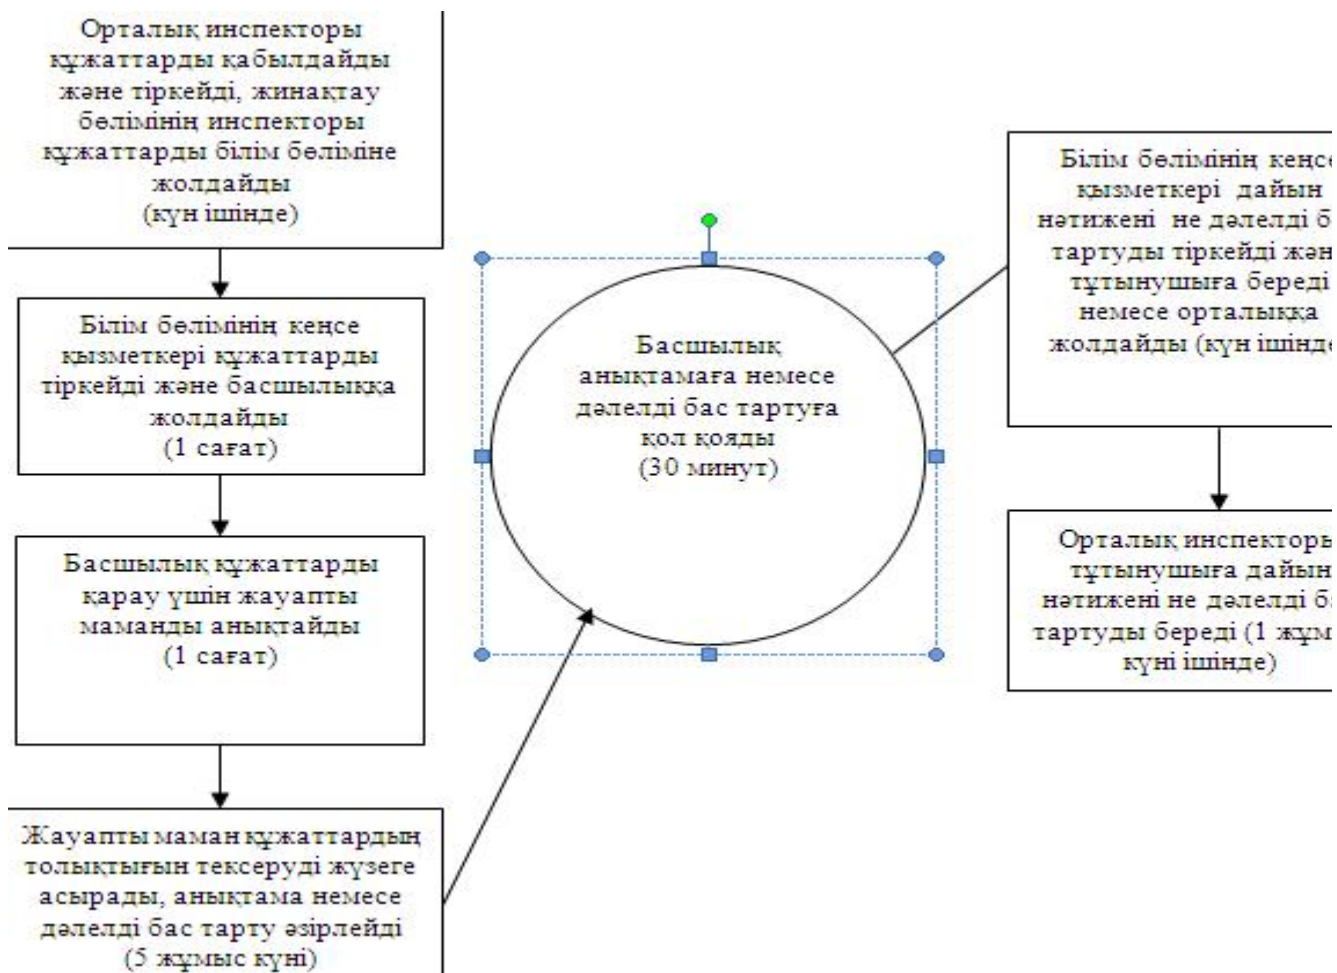 Орталық инспекторы
құжаттарды қабылдайды
және тіркейді, жинақтау
бөлімінің инспекторы
құжаттарды білім бөліміне
жолдайды
(күн ішінде)
Білім бөлімінің кеңсе
қызметкері құжаттарды
тіркейді және басшылыққа
жолдайды
(1 сағат)
Басшылық құжаттарды
қарау үшін жауапты
маманды анықтайды
(1 сағат)
Жауапты маман құжаттардың
толықтығын тексеруді жүзеге
асырады, анықтама немесе
дәлелді бас тарту әзірлейді
(5 жұмыс күні)
Басшылық
анықтамаға немесе
дәлелді бас тартуға
қол қояды
(30 минут)
Білім бөлімінің кеңсе
қызметкері дайын
нәтижені не дәлелді
тартуды тіркейді
тұтынушыға береді
немесе орталыққа
жолдайды (күн ішінде
Орталық инспекторы
тұтынушыға дайын
нәтижені не дәлелді
тартуды береді (1
күні ішінде)